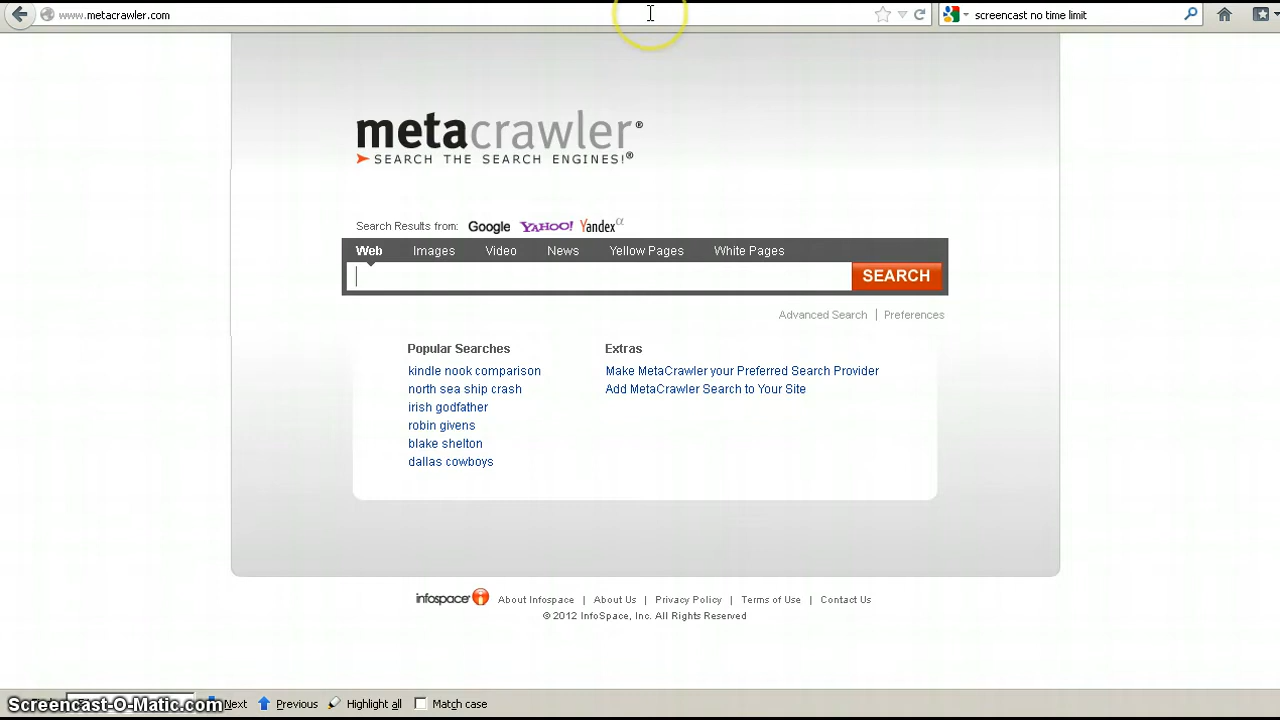 www.metacrawler.com
screencast no time limit
metacrawler®
SEARCH THE SEARCH ENGINES!®
Search Results from: Google YAHOO! Yandex α
Web Images Video News Yellow Pages White Pages
SEARCH
Advanced Search | Preferences
Popular Searches
kindle nook comparison
north sea ship crash
irish godfather
robin givens
blake shelton
dallas cowboys
Extras
Make MetaCrawler your Preferred Search Provider
Add MetaCrawler Search to Your Site
infospace About Infospace | About Us | Privacy Policy | Terms of Use | Contact Us
© 2012 InfoSpace, Inc. All Rights Reserved
Screencast-O-Matic.com Next Previous Highlight all Match case